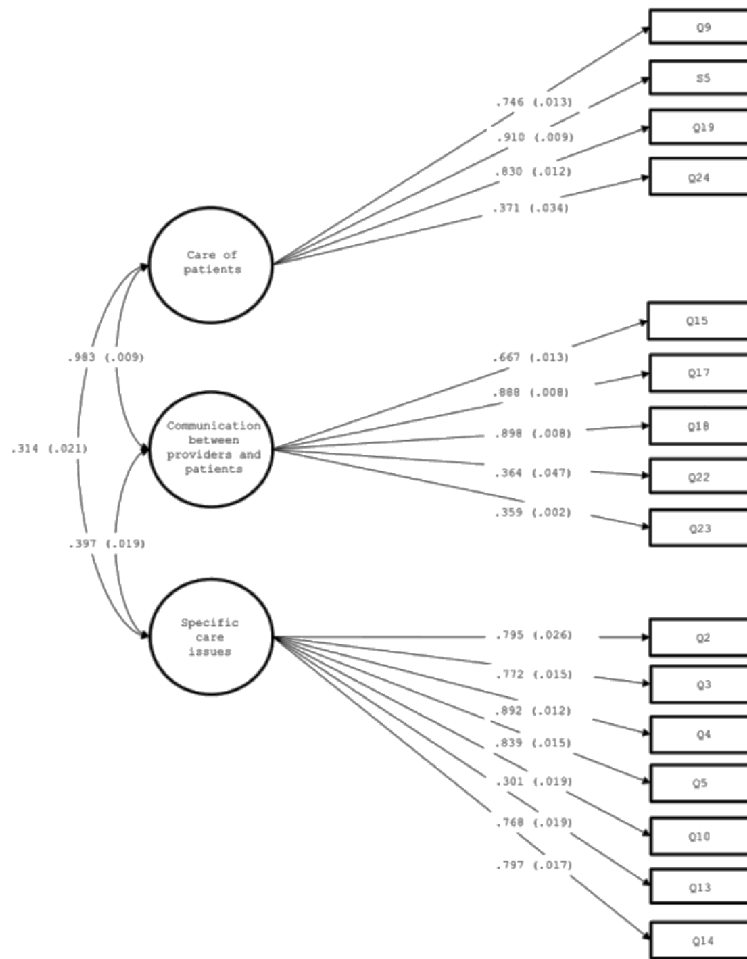 Q9
S5
.746 (.013)
.910 (.009)
Q19
.830 (.012)
Q24
.371 (.034)
Care of
patients
Q15
.983 (.009)
.667 (.013)
Q17
.888 (.008)
Communication
between
providers and
patients
.898 (.008)
Q18
.314 (.021)
.364 (.047)
Q22
.359 (.002)
Q23
.397 (.019)
Specific
care
issues
.795 (.026)
Q2
.772 (.015)
Q3
.892 (.012)
Q4
.839 (.015)
Q5
.301 (.019)
Q10
.768 (.019)
.797 (.017)
Q13
Q14